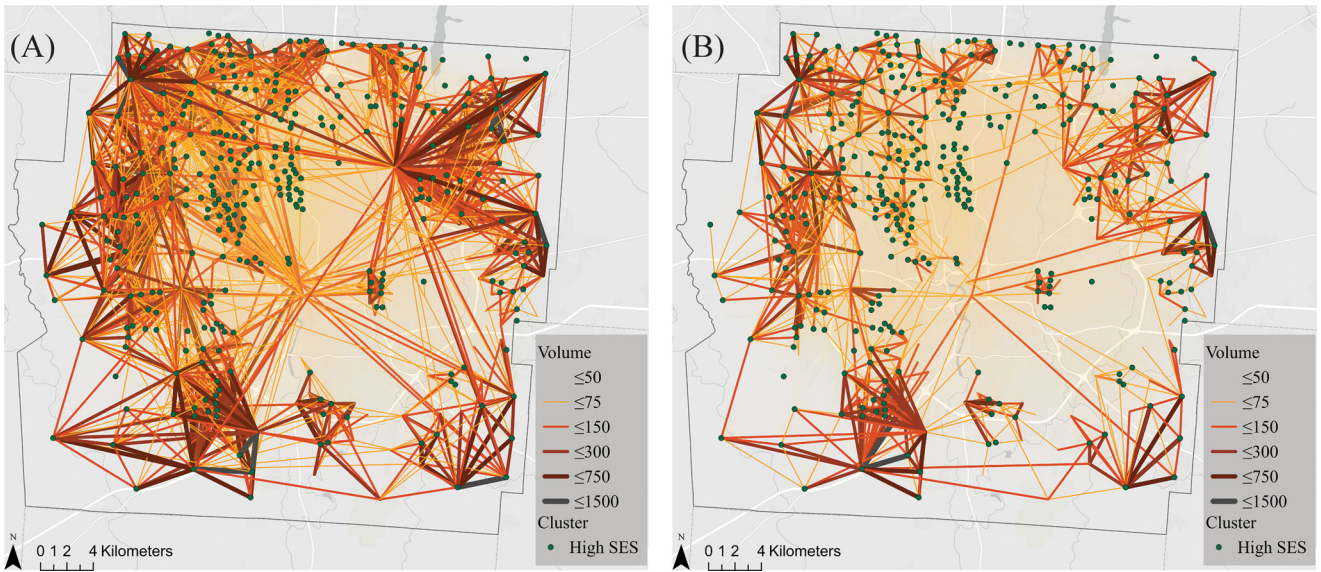 (A)
Volume
≤50
≤75
≤150
≤300
≤750
≤1500
Cluster
High SES
N
0 1 2 4 Kilometers
(B)
Volume
≤50
≤75
≤150
≤300
≤750
≤1500
Cluster
High SES
N
0 1 2 4 Kilometers